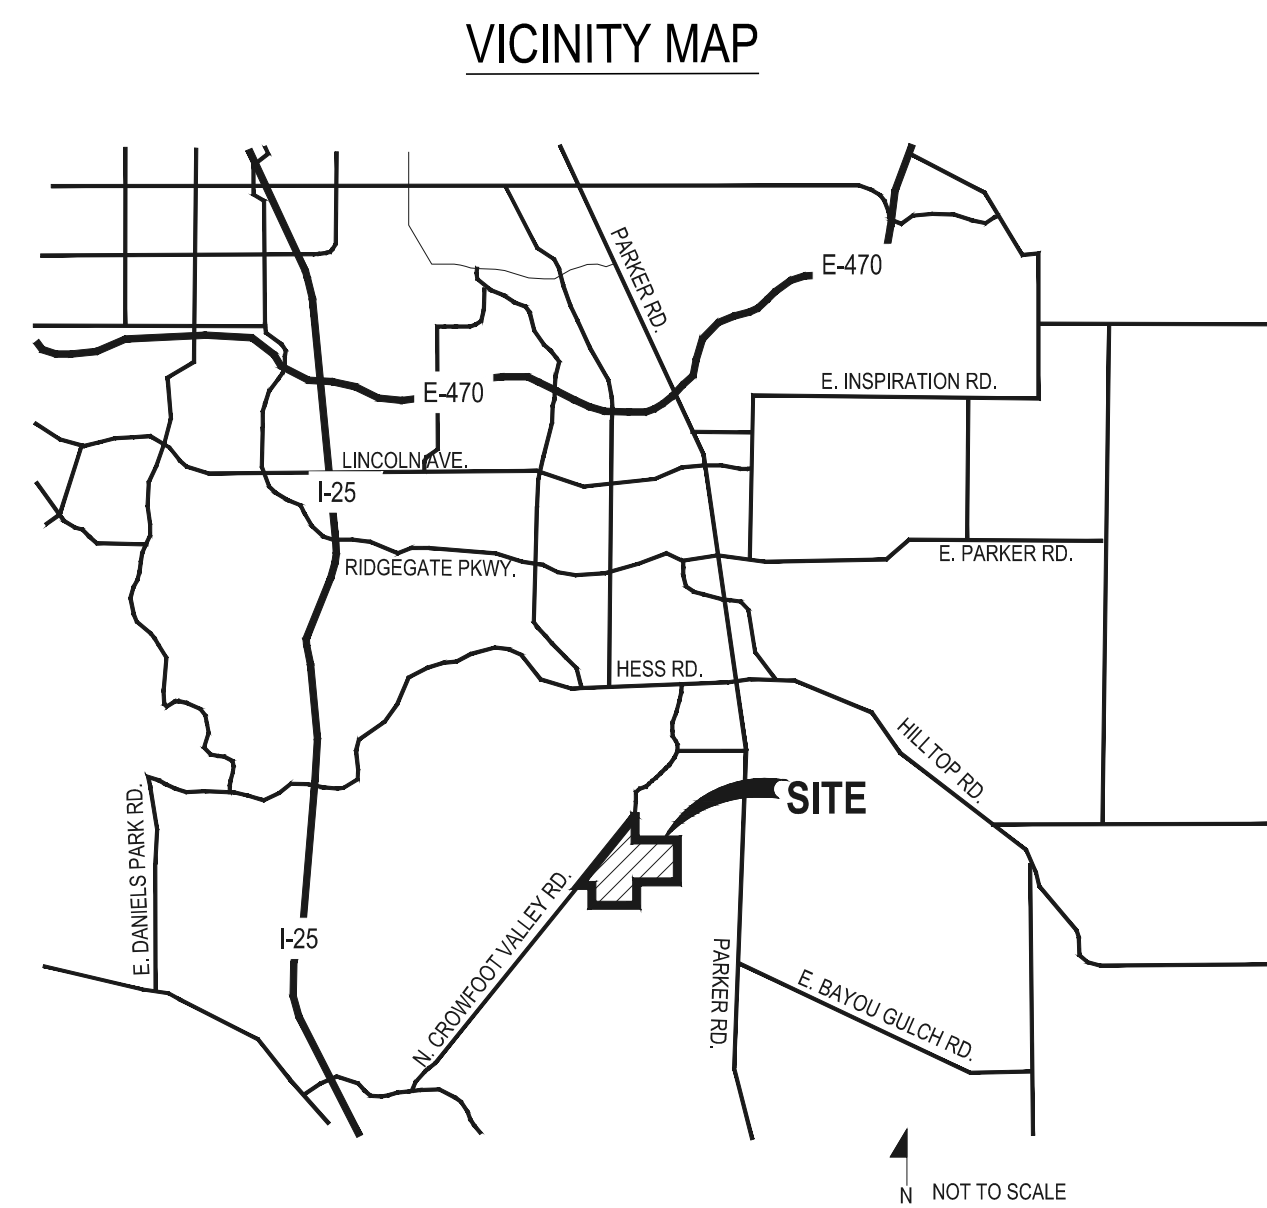 VICINITY MAP
PARKER RD.
E-470
E. INSPIRATION RD.
E-470
LINCOLN AVE.
I-25
E. PARKER RD.
RIDGEGATE PKWY.
HESS RD.
HILLTOP RD.
SITE
E. DANIELS PARK RD.
N. CROWFOOT VALLEY RD.
I-25
PARKER RD.
E. BAYOU GULCH RD.
N
NOT TO SCALE